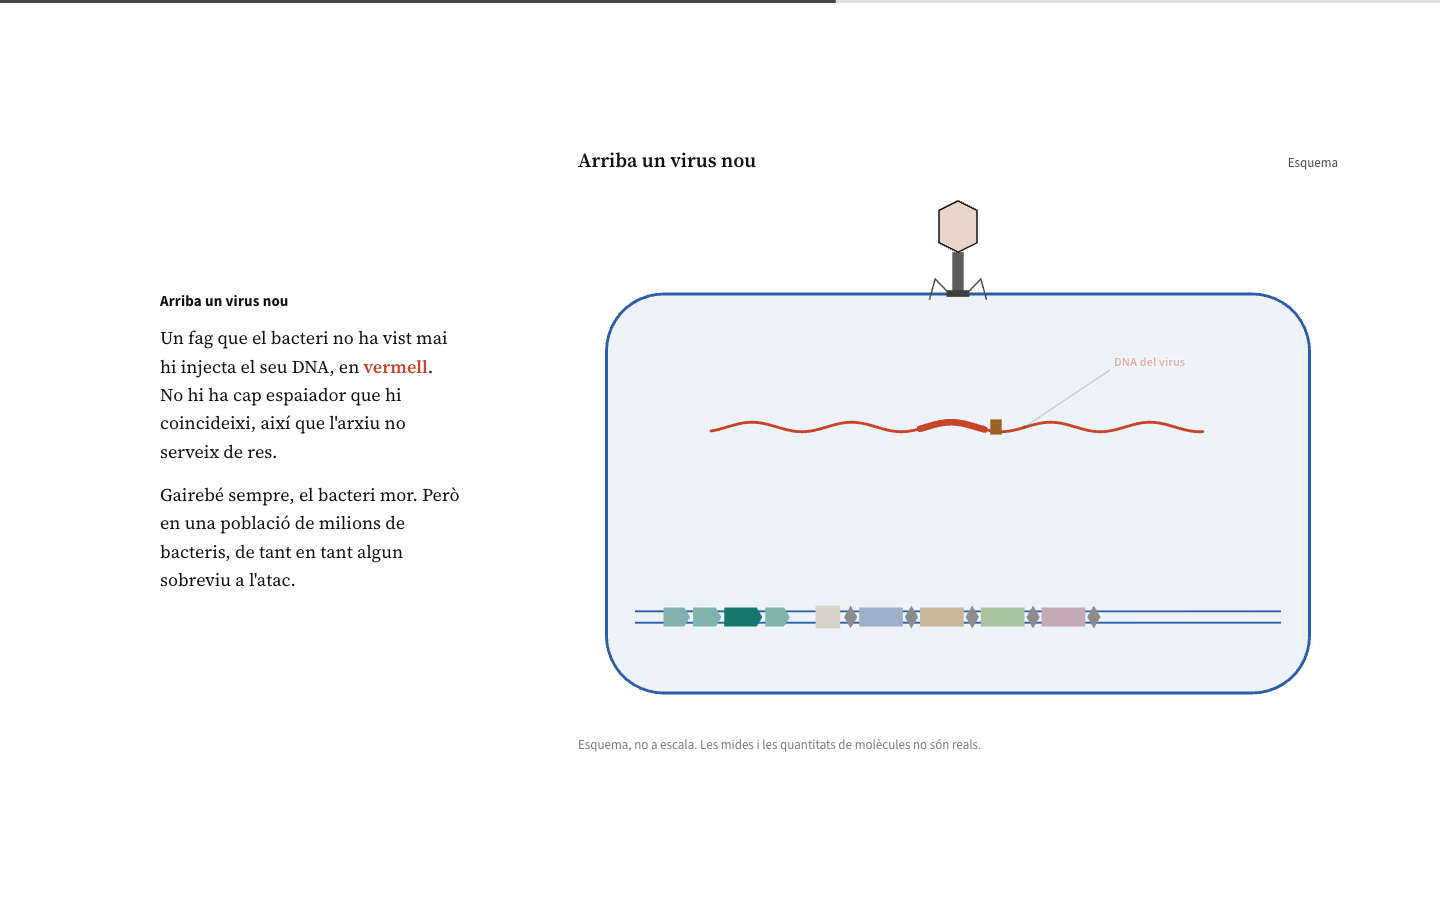 Arriba un virus nou
Esquema
Arriba un virus nou
Un fag que el bacteri no ha vist mai
hi injecta el seu DNA, en vermell.
No hi ha cap espaiador que hi
coincideixi, així que l'arxiu no
serveix de res.
Gairebé sempre, el bacteri mor. Però
en una població de milions de
bacteris, de tant en tant algun
sobreviu a l'atac.
DNA del virus
Esquema, no a escala. Les mides i les quantitats de molècules no són reals.